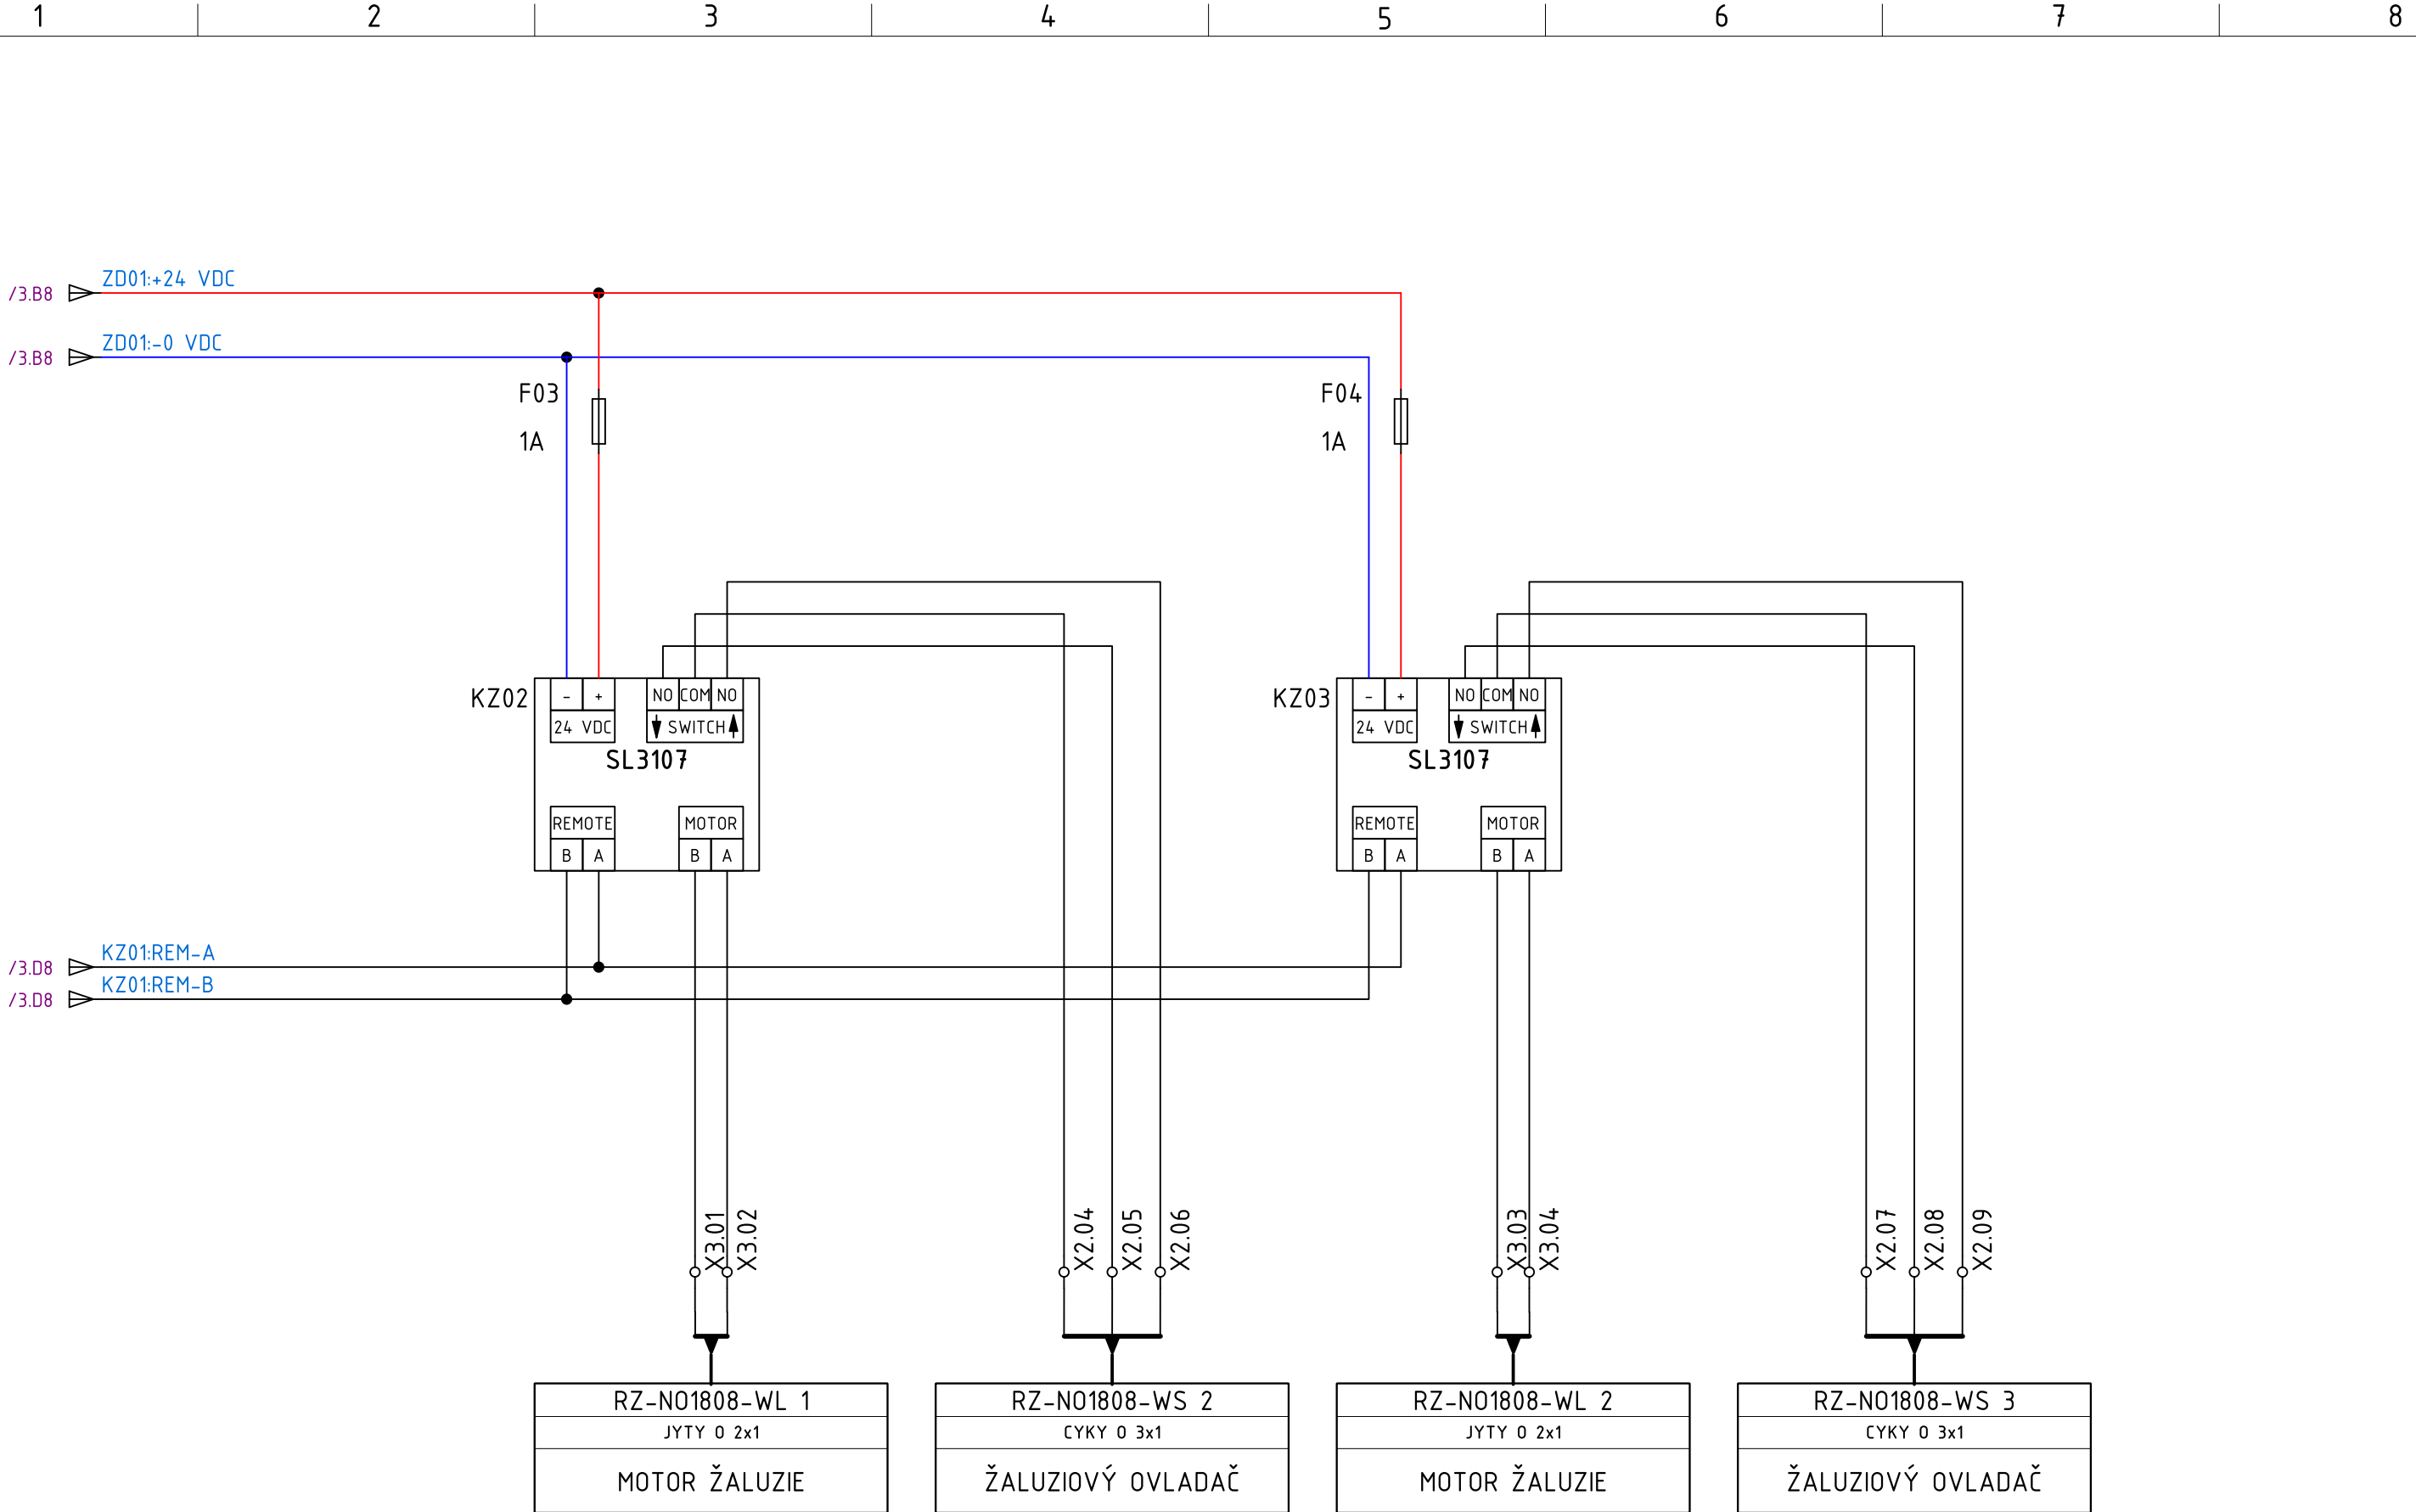 1 2 3 4 5 6 7 8
/3.B8 ZD01:+24 VDC
/3.B8 ZD01:-0 VDC
F03
1A
F04
1A
KZ02
- +
24 VDC
NO COM NO
SWITCH
SL3107
REMOTE
B A
MOTOR
B A
KZ03
- +
24 VDC
NO COM NO
SWITCH
SL3107
REMOTE
B A
MOTOR
B A
/3.D8 KZ01:REM-A
/3.D8 KZ01:REM-B
X3.01
X3.02
X2.04
X2.05
X2.06
X3.03
X3.04
X2.07
X2.08
X2.09
RZ-NO1808-WL 1
JYTY O 2x1
MOTOR ŽALUZIE
RZ-NO1808-WS 2
CYKY O 3x1
ŽALUZIOVÝ OVLADAČ
RZ-NO1808-WL 2
JYTY O 2x1
MOTOR ŽALUZIE
RZ-NO1808-WS 3
CYKY O 3x1
ŽALUZIOVÝ OVLADAČ